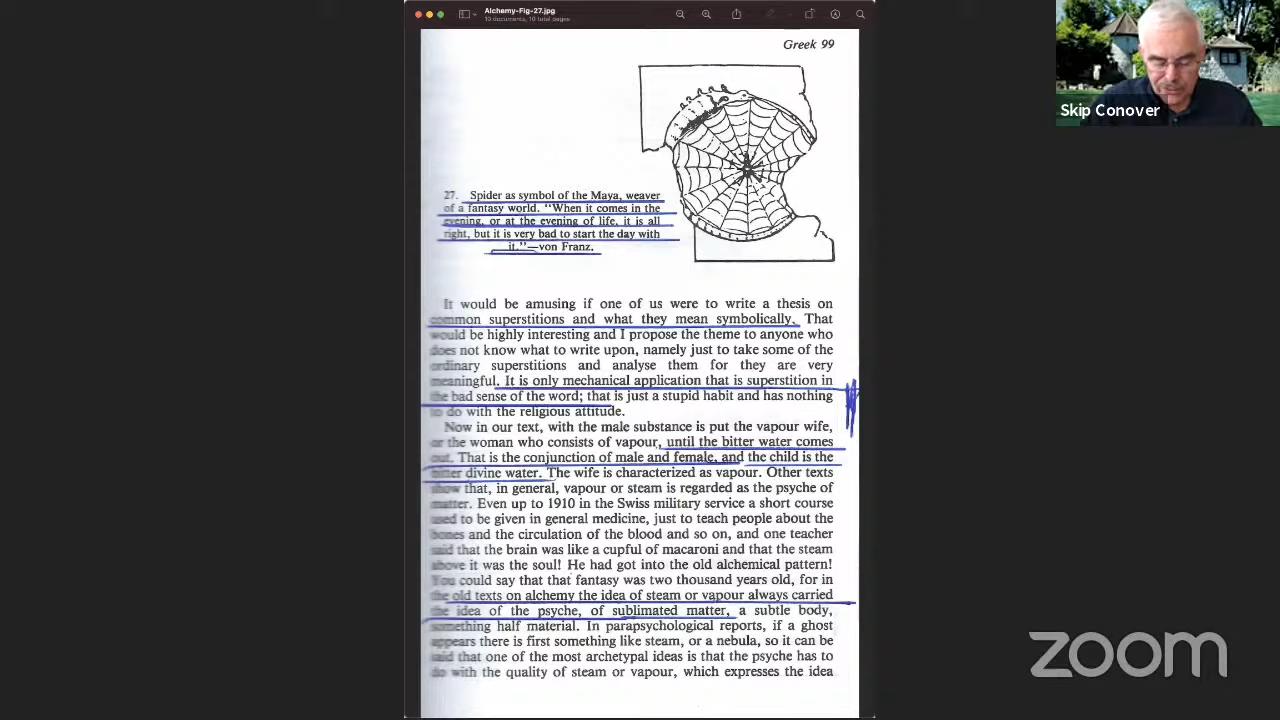 Alchemy-Fig-27.jpg
10 documents, 10 total pages
Skip Conover
Greek 99
27. Spider as symbol of the Maya, weaver
of a fantasy world. "When it comes in the
evening, or at the evening of life, it is all
right, but it is very bad to start the day with
it."—von Franz.
It would be amusing if one of us were to write a thesis on
common superstitions and what they mean symbolically. That
would be highly interesting and I propose the theme to anyone who
does not know what to write upon, namely just to take some of the
ordinary superstitions and analyse them for they are very
meaningful. It is only mechanical application that is superstition in
the bad sense of the word; that is just a stupid habit and has nothing
to do with the religious attitude.
Now in our text, with the male substance is put the vapour wife,
or the woman who consists of vapour, until the bitter water comes
out. That is the conjunction of male and female, and the child is the
bitter divine water. The wife is characterized as vapour. Other texts
show that, in general, vapour or steam is regarded as the psyche of
matter. Even up to 1910 in the Swiss military service a short course
used to be given in general medicine, just to teach people about the
bones and the circulation of the blood and so on, and one teacher
said that the brain was like a cupful of macaroni and that the steam
above it was the soul! He had got into the old alchemical pattern!
You could say that that fantasy was two thousand years old, for in
the old texts on alchemy the idea of steam or vapour always carried
the idea of the psyche, of sublimated matter, a subtle body,
something half material. In parapsychological reports, if a ghost
appears there is first something like steam, or a nebula, so it can be
said that one of the most archetypal ideas is that the psyche has to
do with the quality of steam or vapour, which expresses the idea
zoom